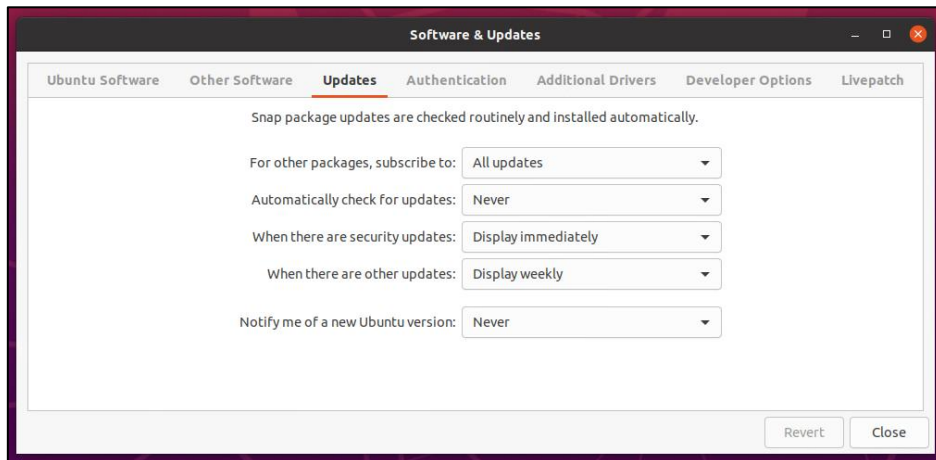 Software & Updates
Ubuntu Software Other Software Updates Authentication Additional Drivers Developer Options Livepatch
Snap package updates are checked routinely and installed automatically.
For other packages, subscribe to: All updates
Automatically check for updates: Never
When there are security updates: Display immediately
When there are other updates: Display weekly
Notify me of a new Ubuntu version: Never
Revert Close